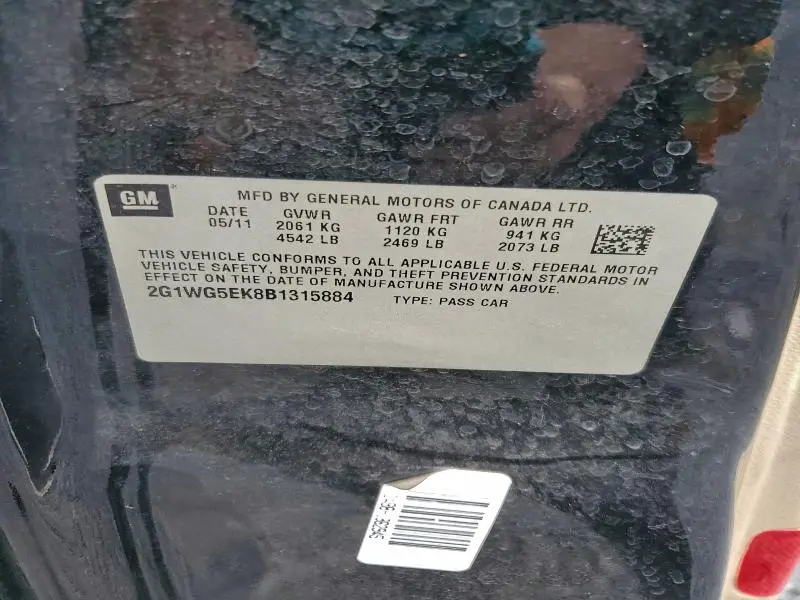 GM
MFD BY GENERAL MOTORS OF CANADA LTD.
DATE GVWR GAWR FRT GAWR RR
05/11 2061 KG 1120 KG 941 KG
4542 LB 2469 LB 2073 LB
THIS VEHICLE CONFORMS TO ALL APPLICABLE U.S. FEDERAL MOTOR
VEHICLE SAFETY, BUMPER, AND THEFT PREVENTION STANDARDS IN
EFFECT ON THE DATE OF MANUFACTURE SHOWN ABOVE.
2G1WG5EK8B1315884 TYPE: PASS CAR